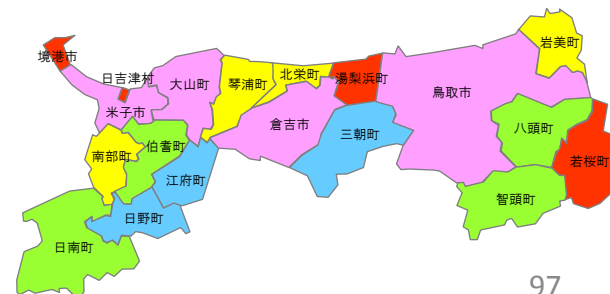 境港市
日吉津村
米子市
大山町
琴浦町
北栄町
湯梨浜町
鳥取市
岩美町
倉吉市
三朝町
八頭町
若桜町
智頭町
南部町
伯耆町
江府町
日野町
日南町
97